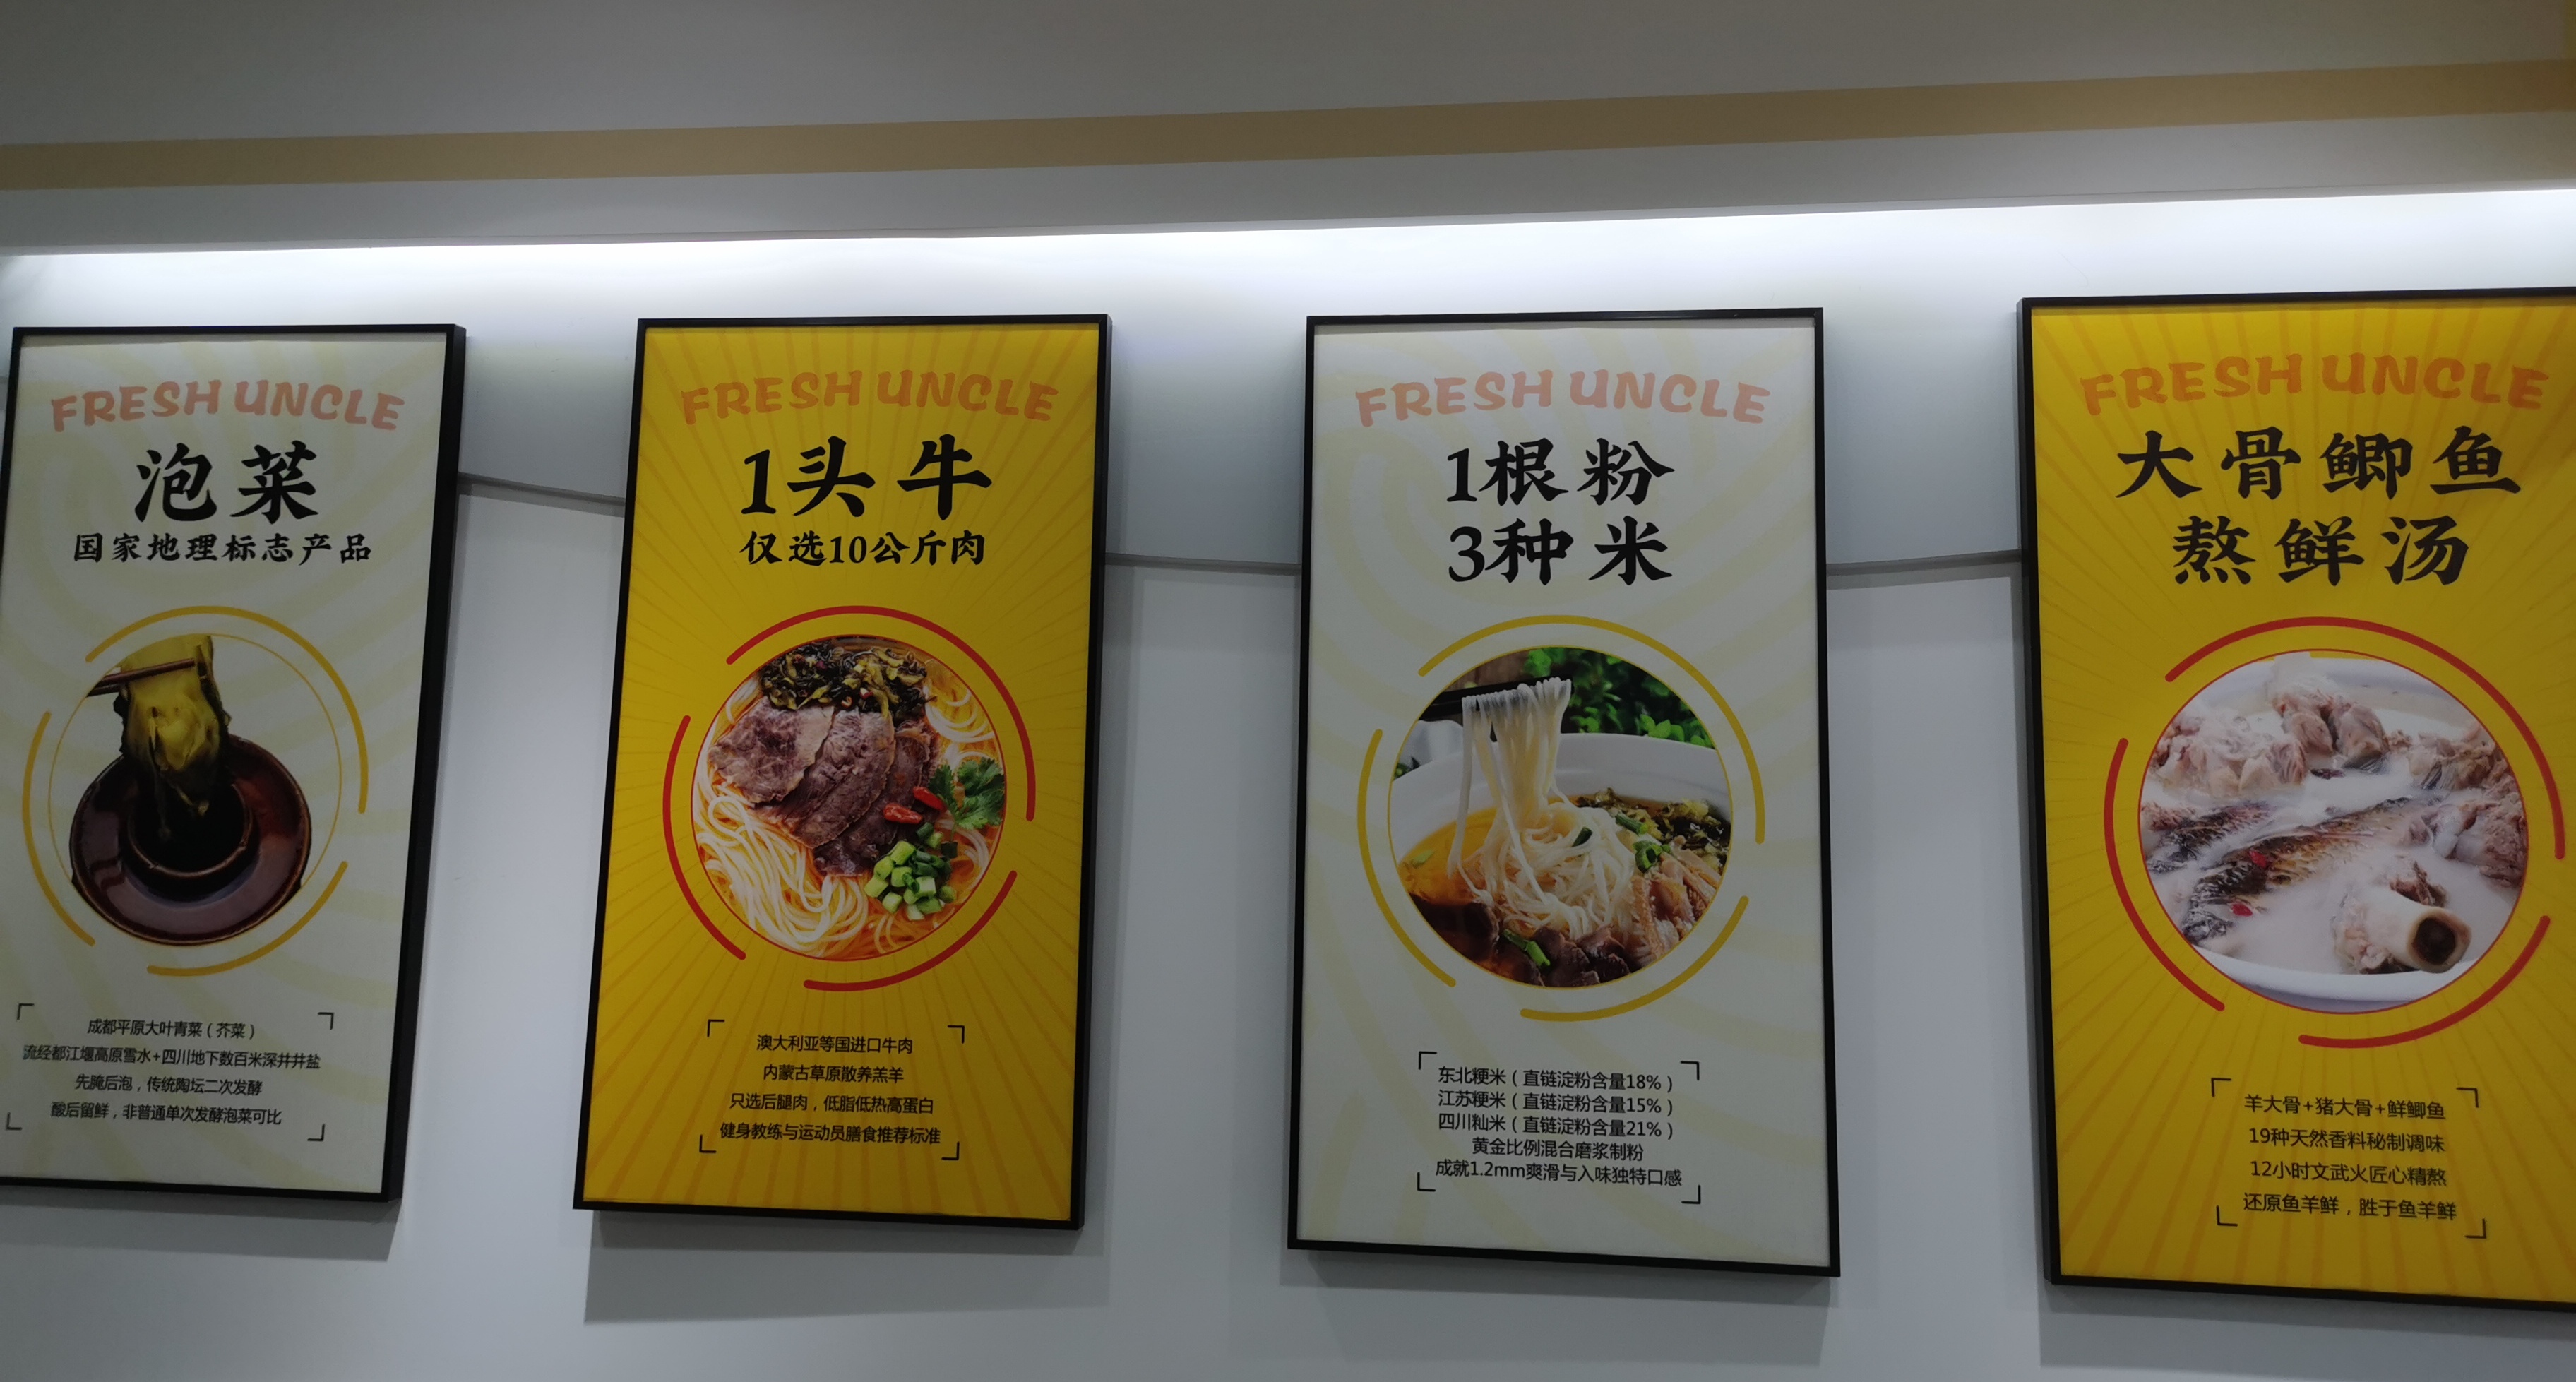 FRESH UNCLE
泡菜
国家地理标志产品
成都平原大叶青菜（芥菜）
流经都江堰高原雪水+四川地下数百米深井井盐
先腌后泡，传统陶坛二次发酵
酸后留鲜，非普通单次发酵泡菜可比
FRESH UNCLE
1头牛
仅选10公斤肉
澳大利亚等国进口牛肉
内蒙古草原散养羔羊
只选后腿肉，低脂低热高蛋白
健身教练与运动员膳食推荐标准
FRESH UNCLE
1根粉
3种米
东北粳米（直链淀粉含量18%）
江苏粳米（直链淀粉含量15%）
四川籼米（直链淀粉含量21%）
黄金比例混合磨浆制粉
成就1.2mm爽滑与入味独特口感
FRESH UNCLE
大骨鲫鱼
熬鲜汤
羊大骨+猪大骨+鲜鲫鱼
19种天然香料秘制调味
12小时文武火匠心精熬
还原鱼羊鲜，胜于鱼羊鲜